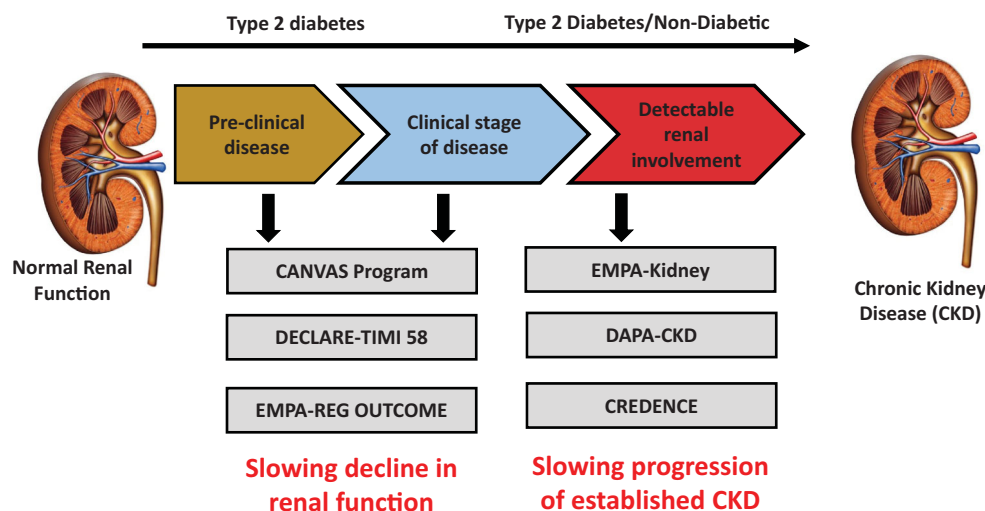 Type 2 diabetes
Type 2 Diabetes/Non-Diabetic
Pre-clinical
disease
Clinical stage
of disease
Detectable
renal
involvement
Normal Renal
Function
Chronic Kidney
Disease (CKD)
CANVAS Program
DECLARE-TIMI 58
EMPA-REG OUTCOME
EMPA-Kidney
DAPA-CKD
CREDENCE
Slowing decline in
renal function
Slowing progression
of established CKD